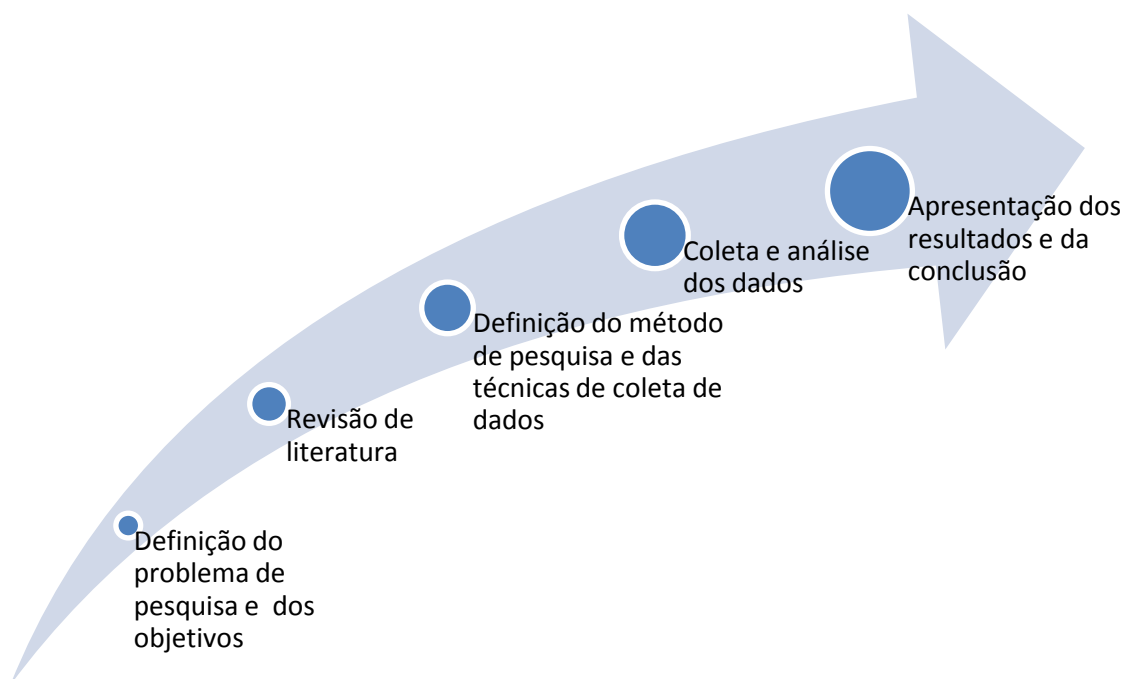 Definição do
problema de
pesquisa e dos
objetivos
Revisão de
literatura
Definição do método
de pesquisa e das
técnicas de coleta de
dados
Coleta e análise
dos dados
Apresentação dos
resultados e da
conclusão